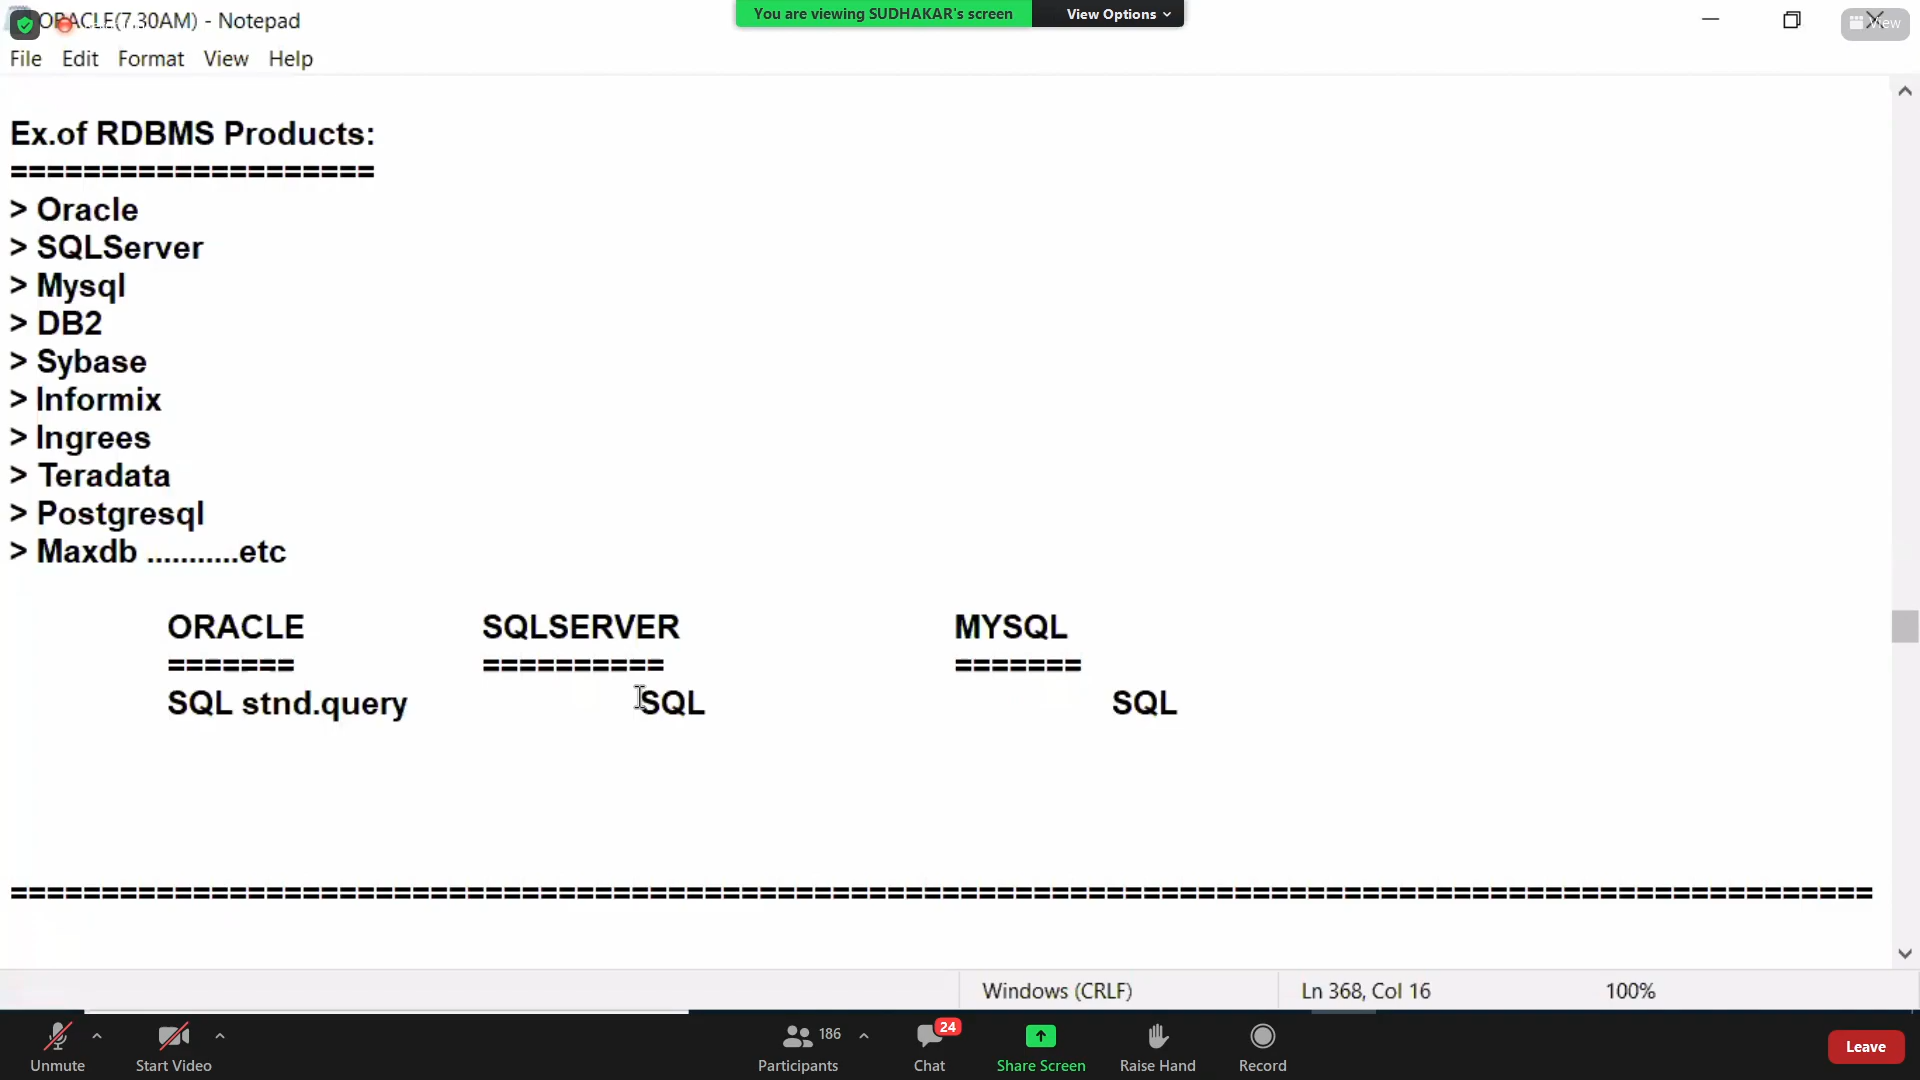 ORACLE(7.30AM) - Notepad
You are viewing SUDHAKAR's screen
View Options
View
File Edit Format View Help
Ex.of RDBMS Products:
====================
> Oracle
> SQLServer
> Mysql
> DB2
> Sybase
> Informix
> Ingrees
> Teradata
> Postgresql
> Maxdb ...........etc
ORACLE SQLSERVER MYSQL
======= ========== =======
SQL stnd.query SQL SQL
======================================================================================================
Windows (CRLF) Ln 368, Col 16 100%
186 24
Unmute Start Video Participants Chat Share Screen Raise Hand Record Leave